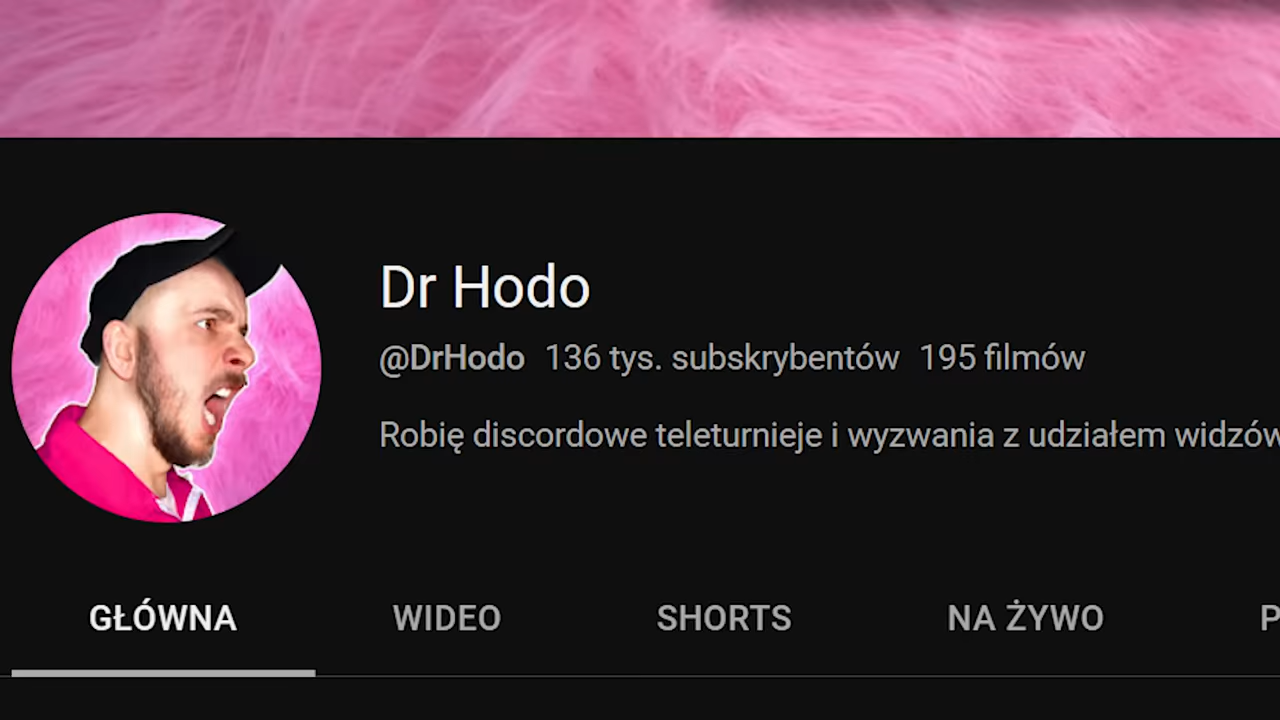 Dr Hodo
@DrHodo 136 tys. subskrybentów 195 filmów
Robię discordowe teleturnieje i wyzwania z udziałem widzów
GŁÓWNA WIDEO SHORTS NA ŻYWO P